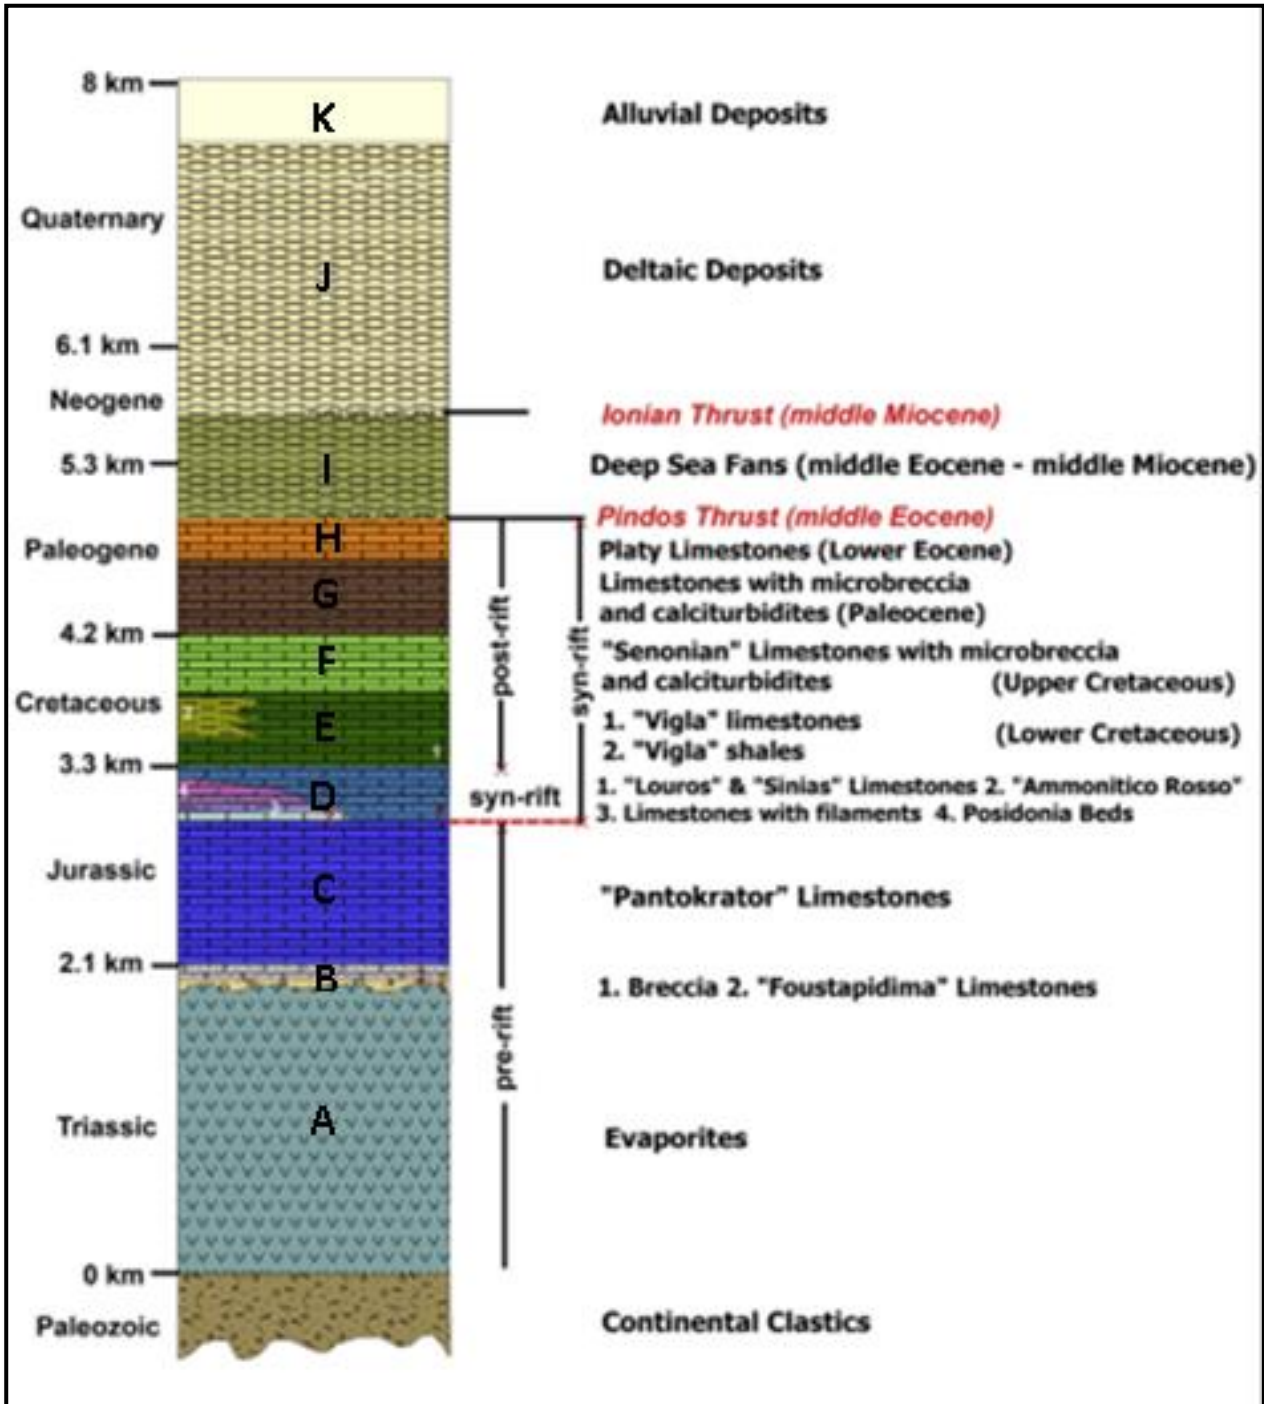 8 km
K
Alluvial Deposits
Quaternary
J
Deltaic Deposits
6.1 km
Neogene
Ionian Thrust (middle Miocene)
5.3 km
I
Deep Sea Fans (middle Eocene - middle Miocene)
Pindos Thrust (middle Eocene)
H
Paleogene
Platy Limestones (Lower Eocene)
G
Limestones with microbreccia
and calciturbidites (Paleocene)
4.2 km
post-rift
syn-rift
F
"Senonian" Limestones with microbreccia
and calciturbidites (Upper Cretaceous)
Cretaceous
2
E
1
1. "Vigla" limestones
2. "Vigla" shales
(Lower Cretaceous)
3.3 km
D
syn-rift
1. "Louros" & "Sinias" Limestones 2. "Ammonitico Rosso"
3. Limestones with filaments 4. Posidonia Beds
Jurassic
C
"Pantokrator" Limestones
2.1 km
B
1. Breccia 2. "Foustapidima" Limestones
pre-rift
Triassic
A
Evaporites
0 km
Paleozoic
Continental Clastics